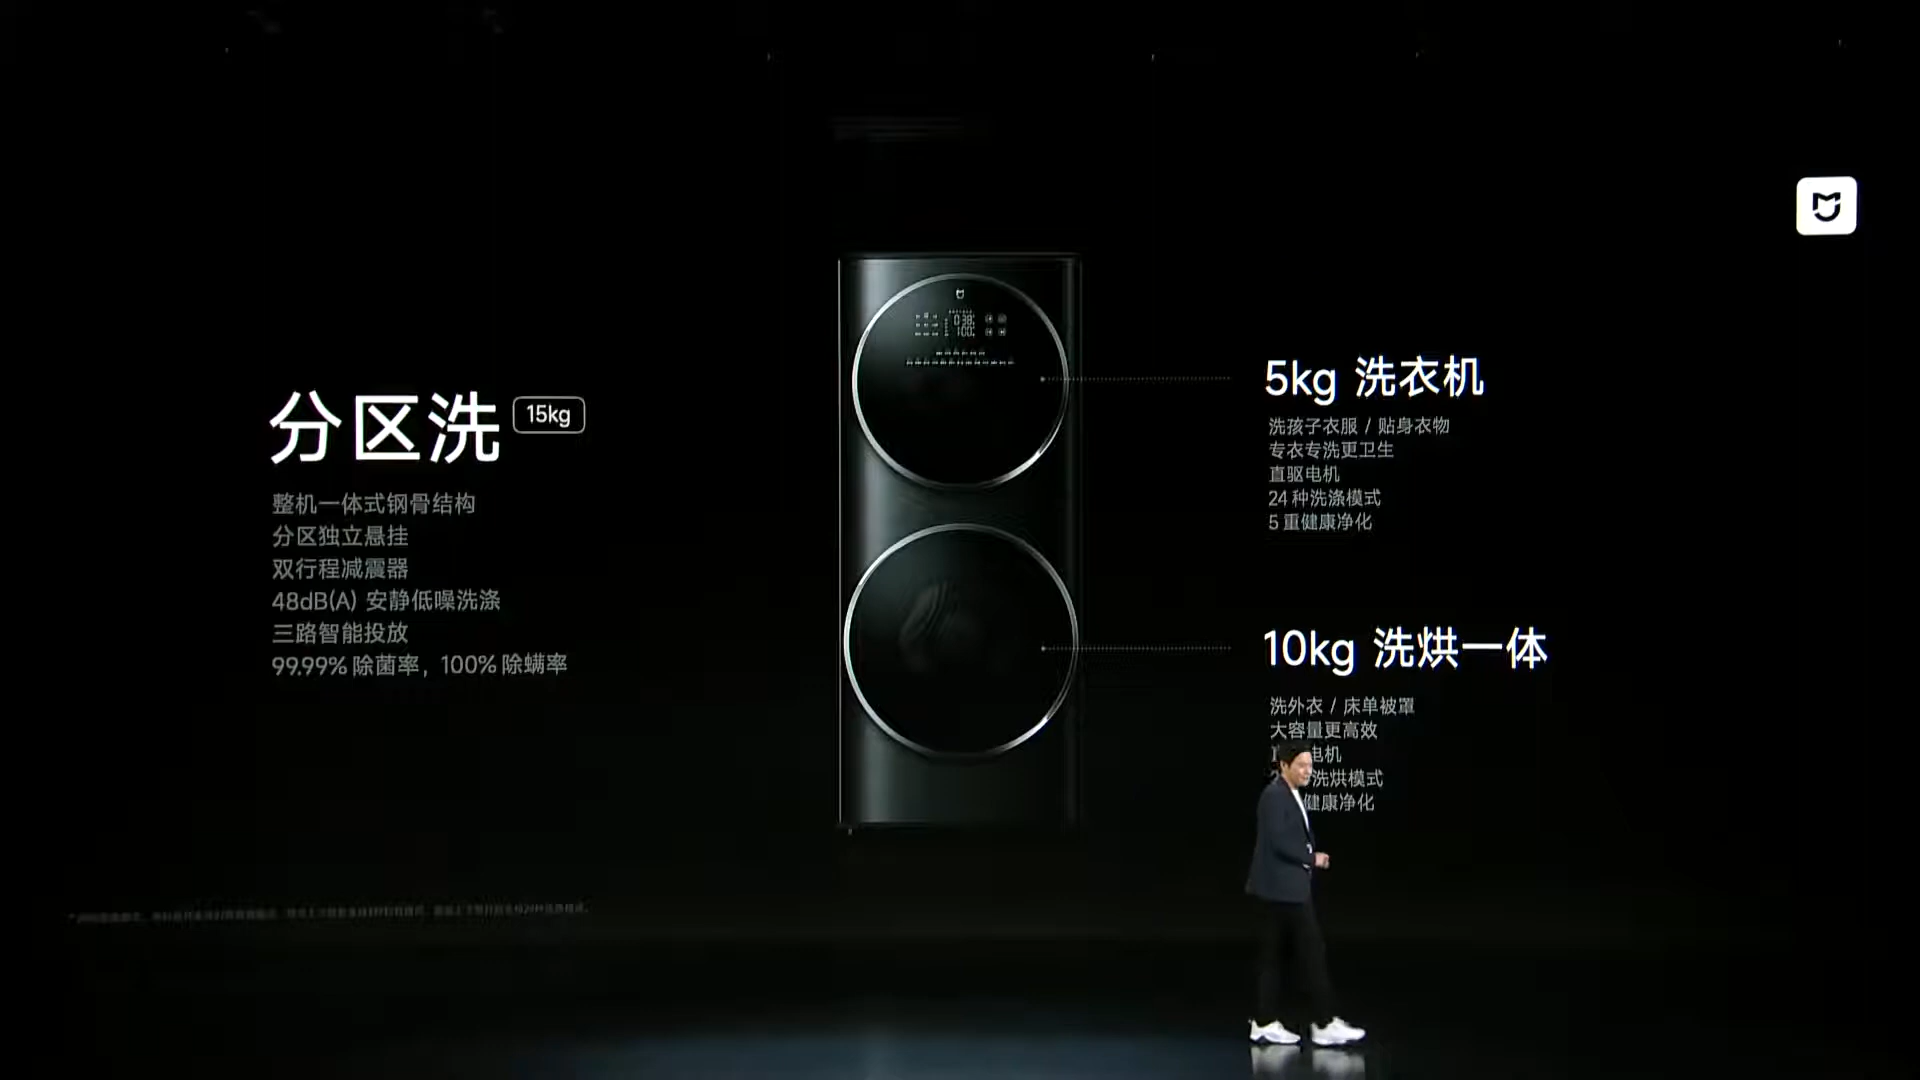 分区洗 15kg
整机一体式钢骨结构
分区独立悬挂
双行程减震器
48dB(A) 安静低噪洗涤
三路智能投放
99.99% 除菌率，100% 除螨率
5kg 洗衣机
洗孩子衣服 / 贴身衣物
专衣专洗更卫生
直驱电机
24 种洗涤模式
5 重健康净化
10kg 洗烘一体
洗外衣 / 床单被罩
大容量更高效
电机
洗烘模式
健康净化